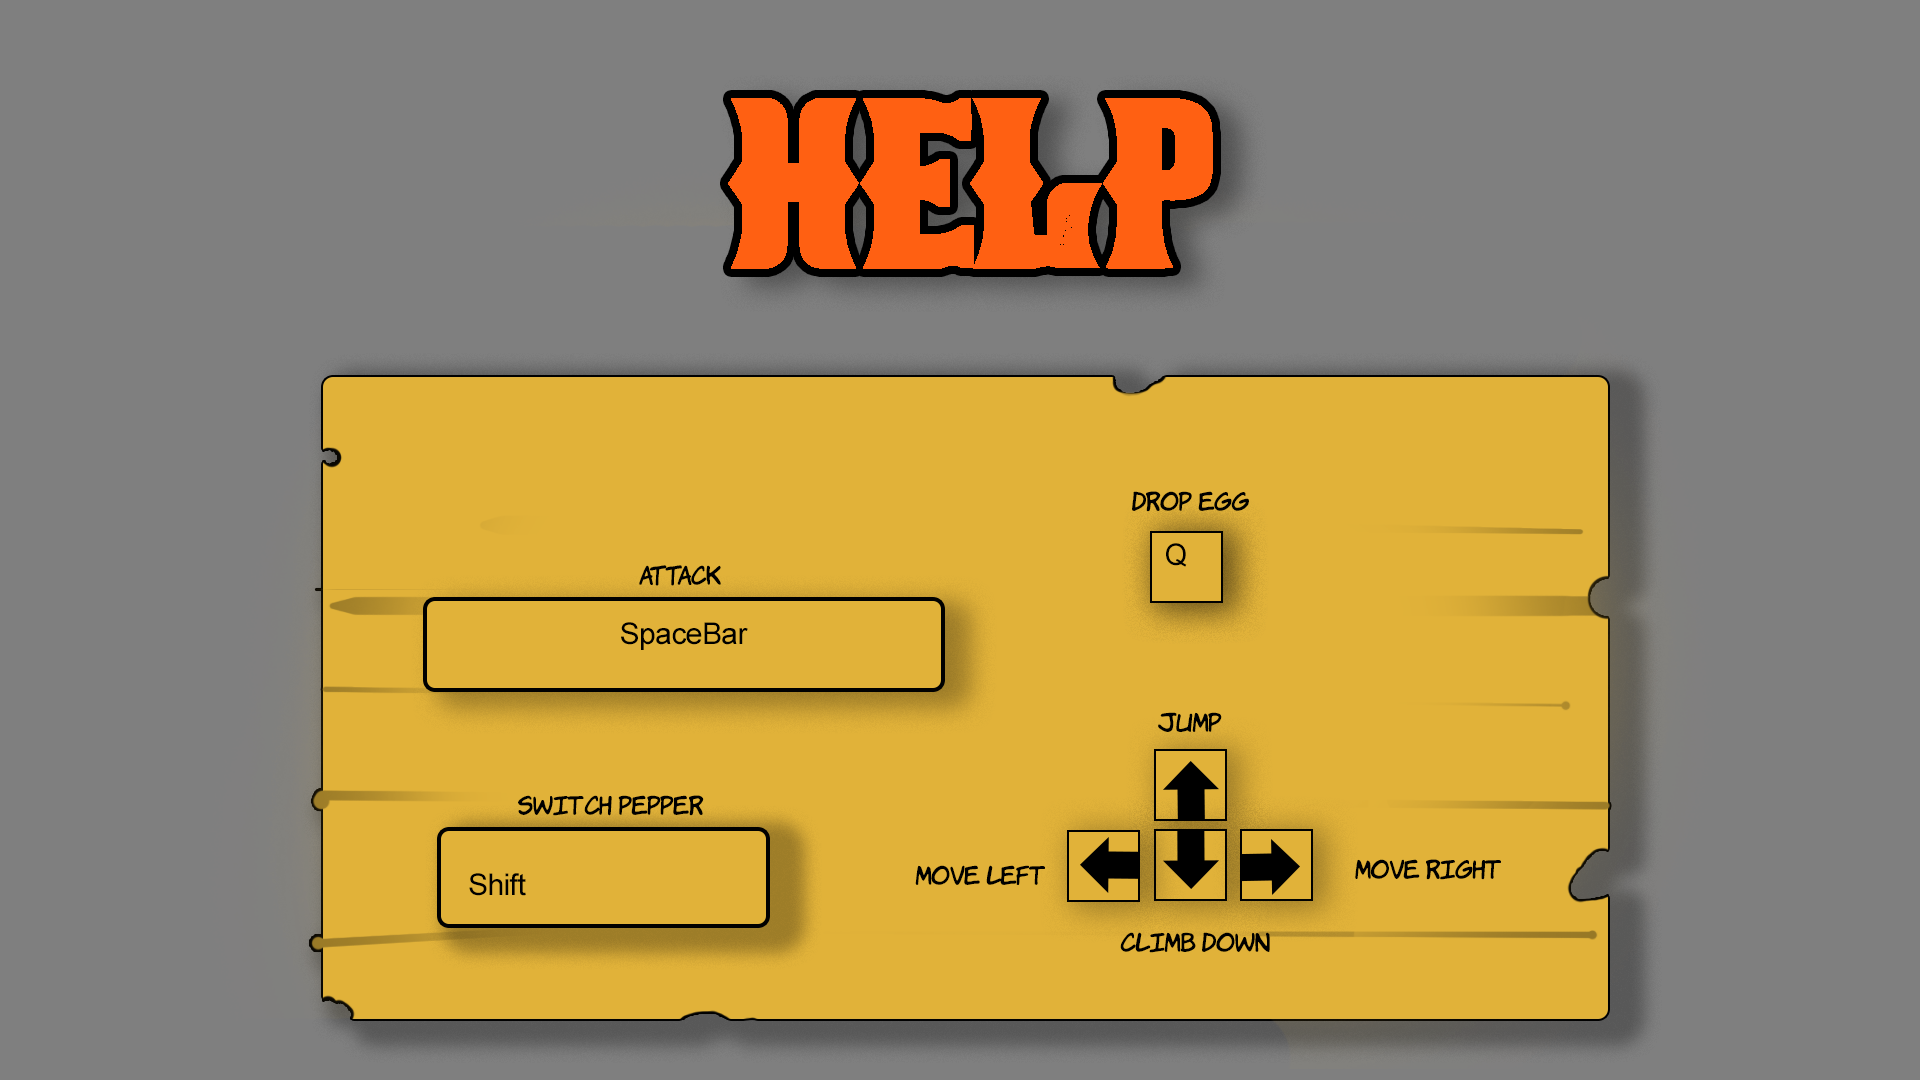 HELP
DROP EGG
Q
ATTACK
SpaceBar
JUMP
SWITCH PEPPER
Shift
MOVE LEFT
MOVE RIGHT
CLIMB DOWN